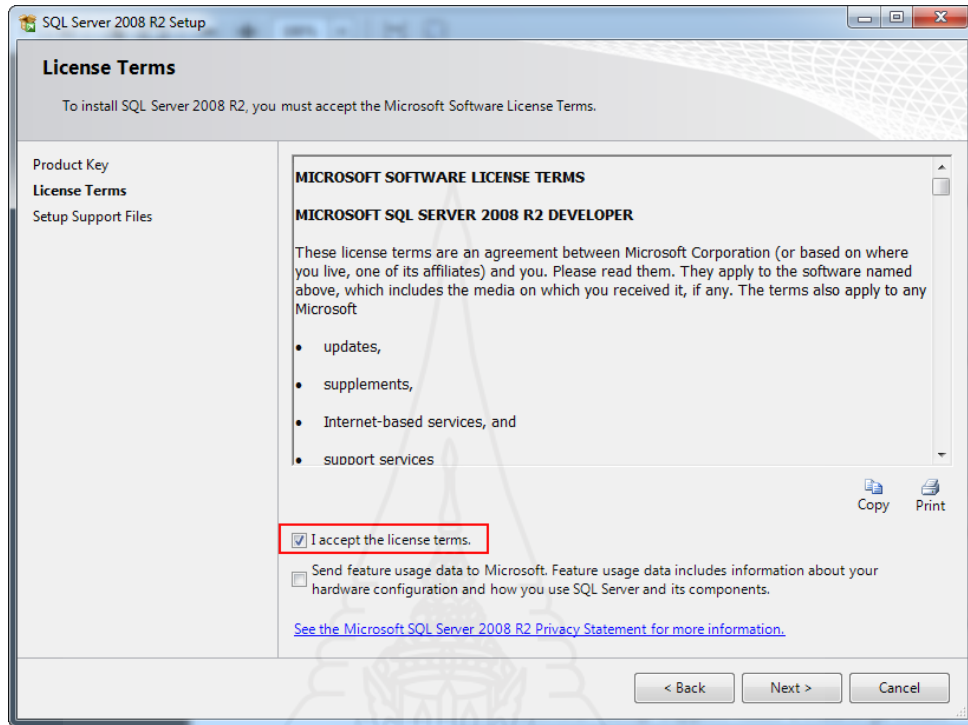 SQL Server 2008 R2 Setup
License Terms
To install SQL Server 2008 R2, you must accept the Microsoft Software License Terms.
Product Key
License Terms
Setup Support Files
MICROSOFT SOFTWARE LICENSE TERMS
MICROSOFT SQL SERVER 2008 R2 DEVELOPER
These license terms are an agreement between Microsoft Corporation (or based on where
you live, one of its affiliates) and you. Please read them. They apply to the software named
above, which includes the media on which you received it, if any. The terms also apply to any
Microsoft
• updates,
• supplements,
• Internet-based services, and
• support services
Copy Print
I accept the license terms.
Send feature usage data to Microsoft. Feature usage data includes information about your
hardware configuration and how you use SQL Server and its components.
See the Microsoft SQL Server 2008 R2 Privacy Statement for more information.
< Back Next > Cancel